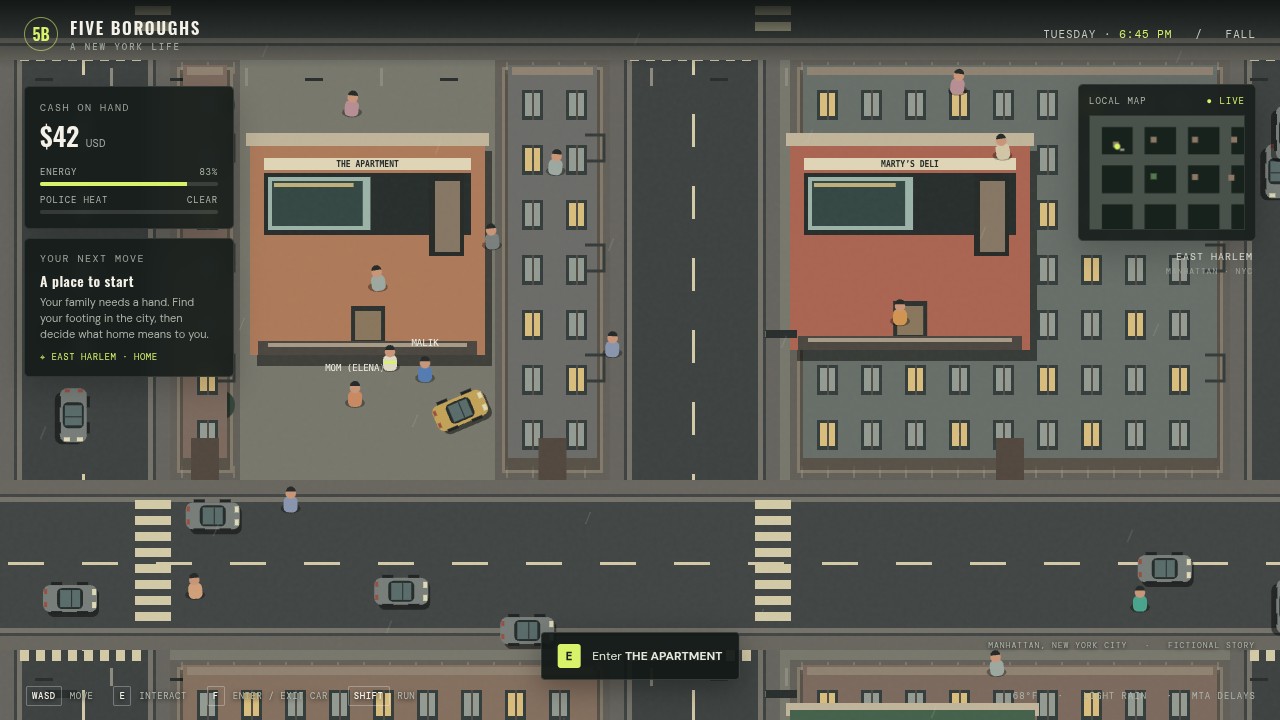 5B
FIVE BOROUGHS
A NEW YORK LIFE
TUESDAY · 6:45 PM / FALL
CASH ON HAND
$42 USD
ENERGY 83%
POLICE HEAT CLEAR
YOUR NEXT MOVE
A place to start
Your family needs a hand. Find
your footing in the city, then
decide what home means to you.
⌖ EAST HARLEM · HOME
THE APARTMENT
MARTY'S DELI
LOCAL MAP ● LIVE
EAST HARLEM
MANHATTAN · NYC
MALIK
MOM (ELENA)
E Enter THE APARTMENT
MANHATTAN, NEW YORK CITY · FICTIONAL STORY
WASD MOVE E INTERACT F ENTER / EXIT CAR SHIFT RUN
68°F · LIGHT RAIN · MTA DELAYS